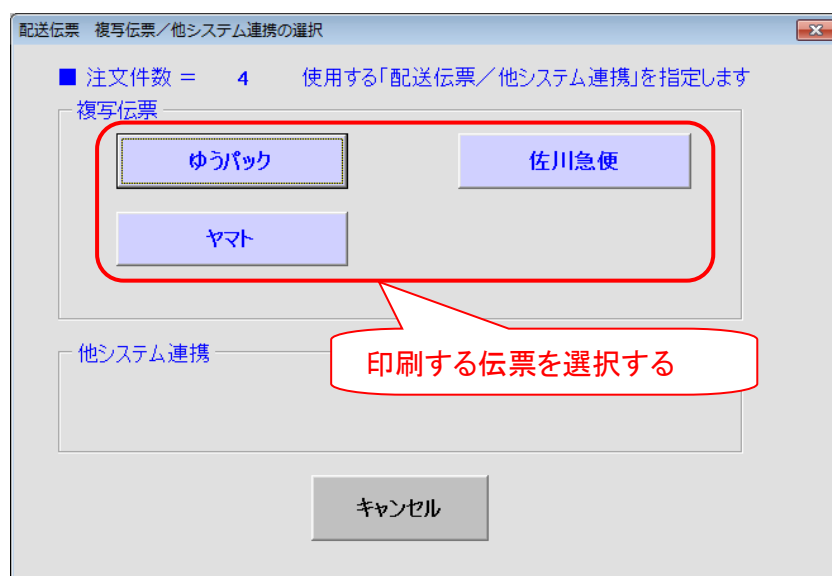 配送伝票 複写伝票／他システム連携の選択
■ 注文件数 = 4 使用する「配送伝票／他システム連携」を指定します
複写伝票
ゆうパック 佐川急便
ヤマト
印刷する伝票を選択する
他システム連携
キャンセル